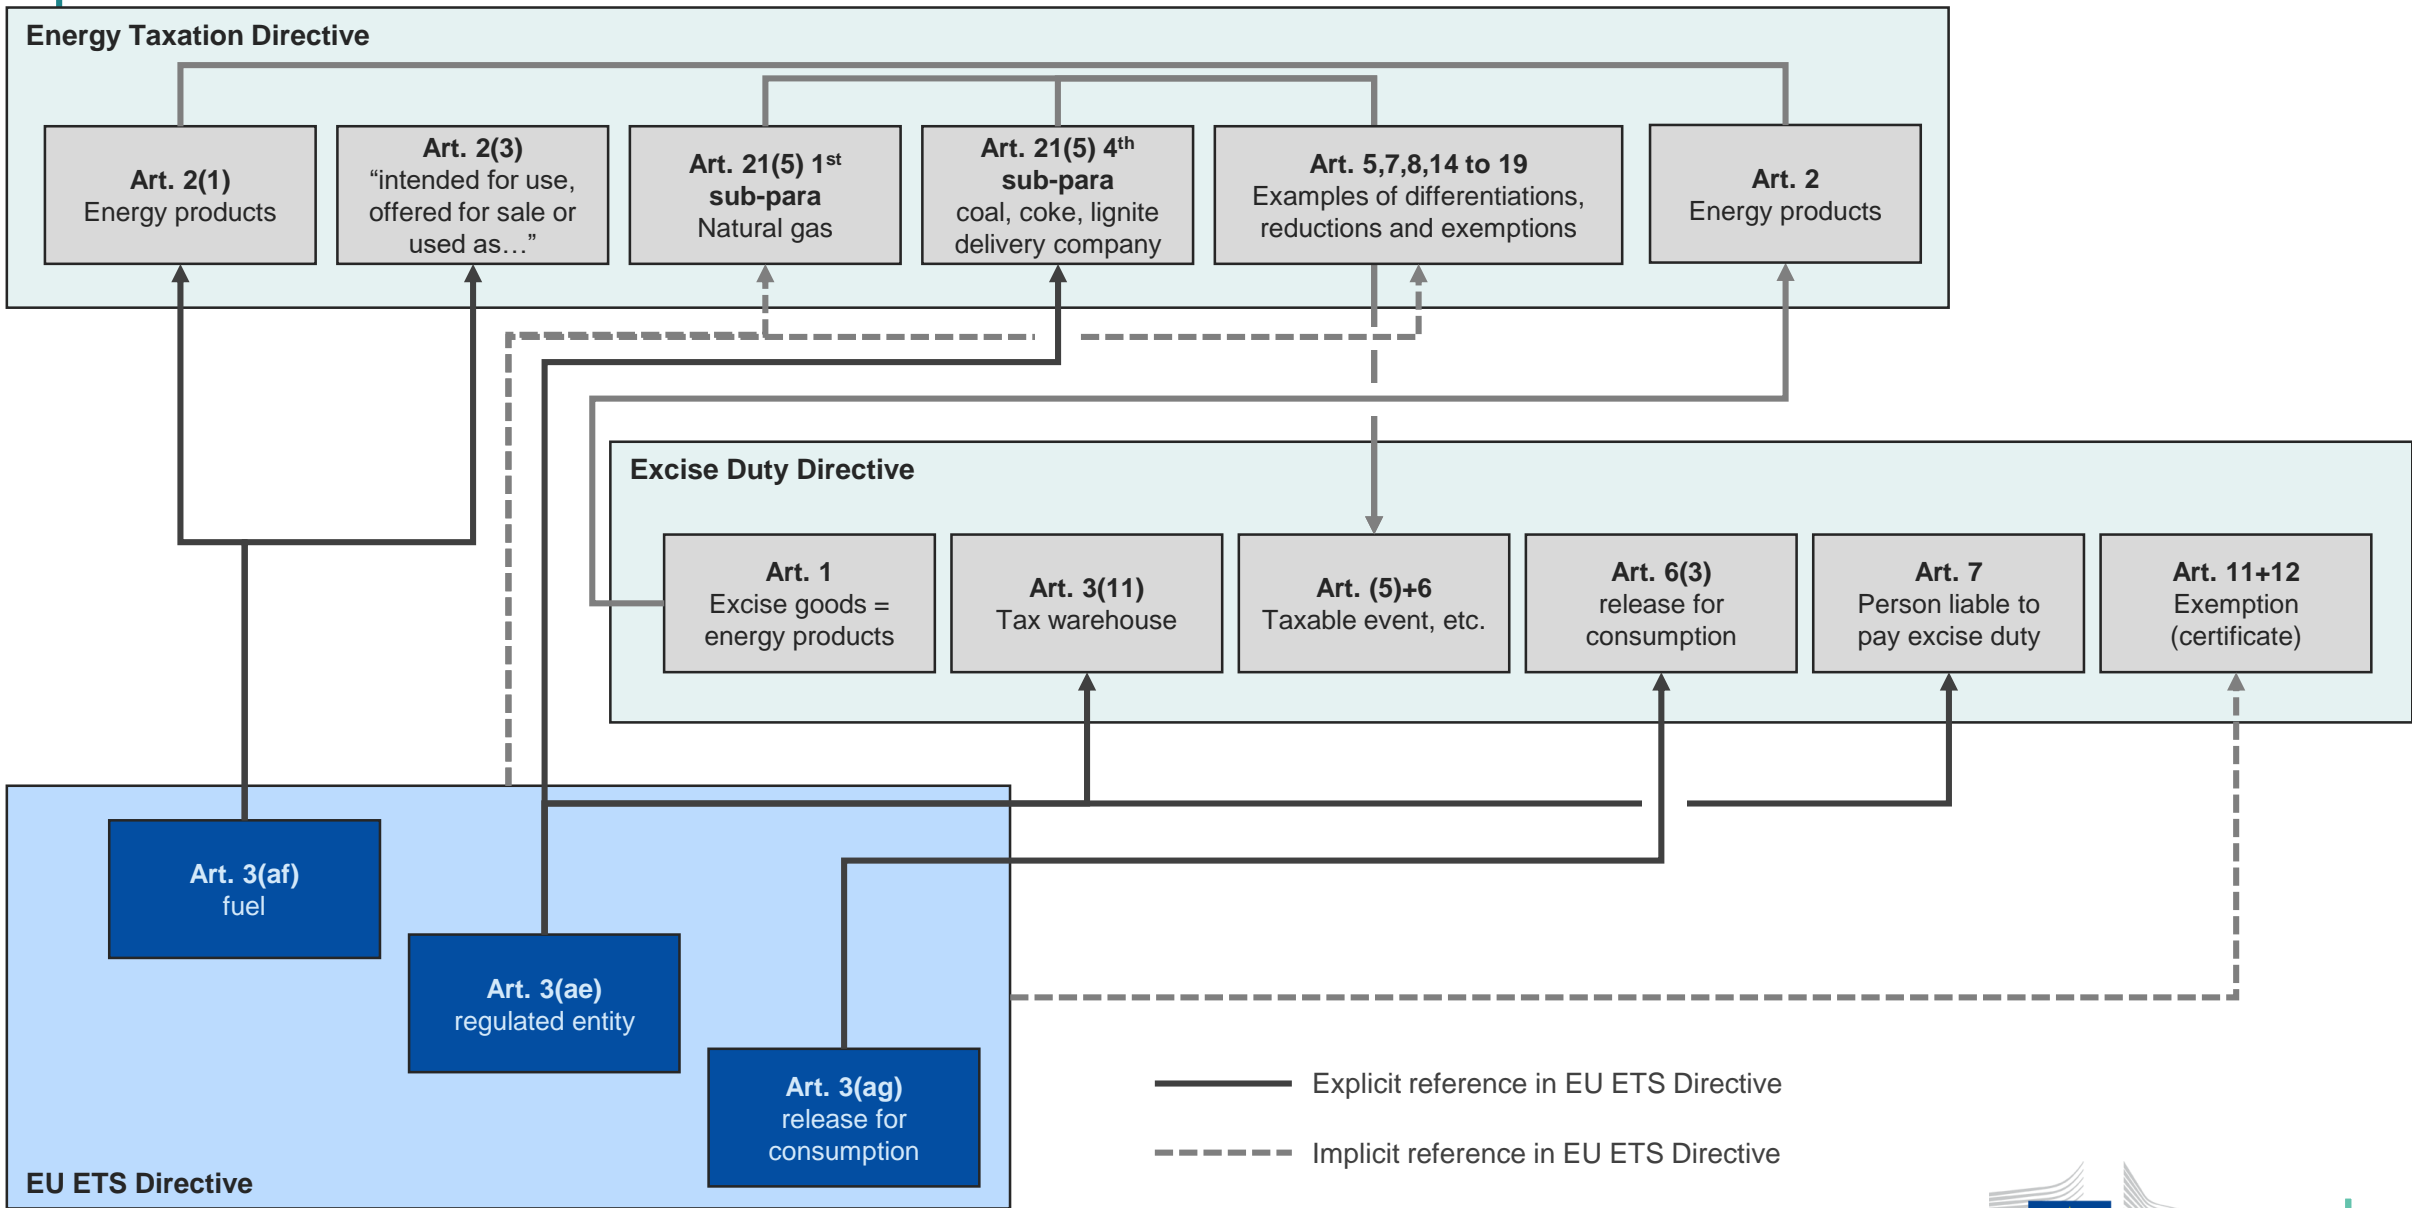 Energy Taxation Directive
Art. 2(1)
Energy products
Art. 2(3)
“intended for use,
offered for sale or
used as…”
Art. 21(5) 1st
sub-para
Natural gas
Art. 21(5) 4th
sub-para
coal, coke, lignite
delivery company
Art. 5,7,8,14 to 19
Examples of differentiations,
reductions and exemptions
Art. 2
Energy products
Excise Duty Directive
Art. 1
Excise goods =
energy products
Art. 3(11)
Tax warehouse
Art. (5)+6
Taxable event, etc.
Art. 6(3)
release for
consumption
Art. 7
Person liable to
pay excise duty
Art. 11+12
Exemption
(certificate)
Art. 3(af)
fuel
Art. 3(ae)
regulated entity
Art. 3(ag)
release for
consumption
EU ETS Directive
Explicit reference in EU ETS Directive
Implicit reference in EU ETS Directive